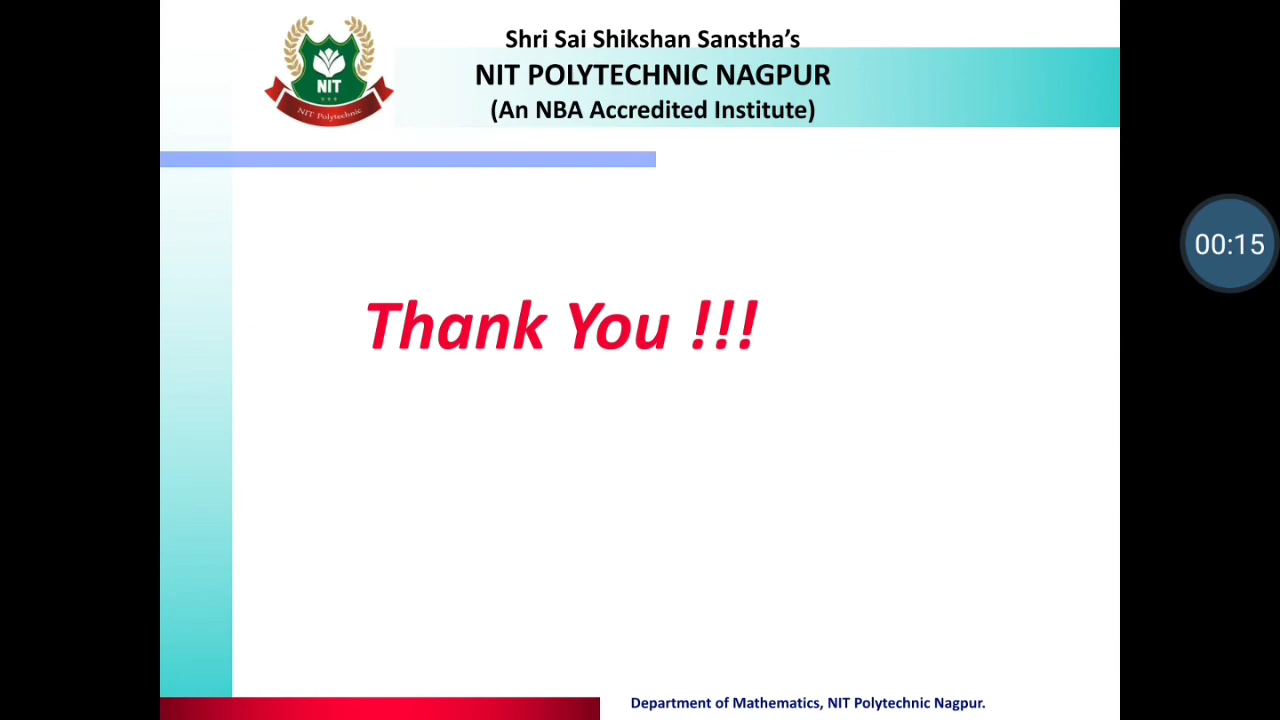 Shri Sai Shikshan Sanstha's
NIT POLYTECHNIC NAGPUR
(An NBA Accredited Institute)
NIT
NIT Polytechnic
00:15
Thank You !!!
Department of Mathematics, NIT Polytechnic Nagpur.